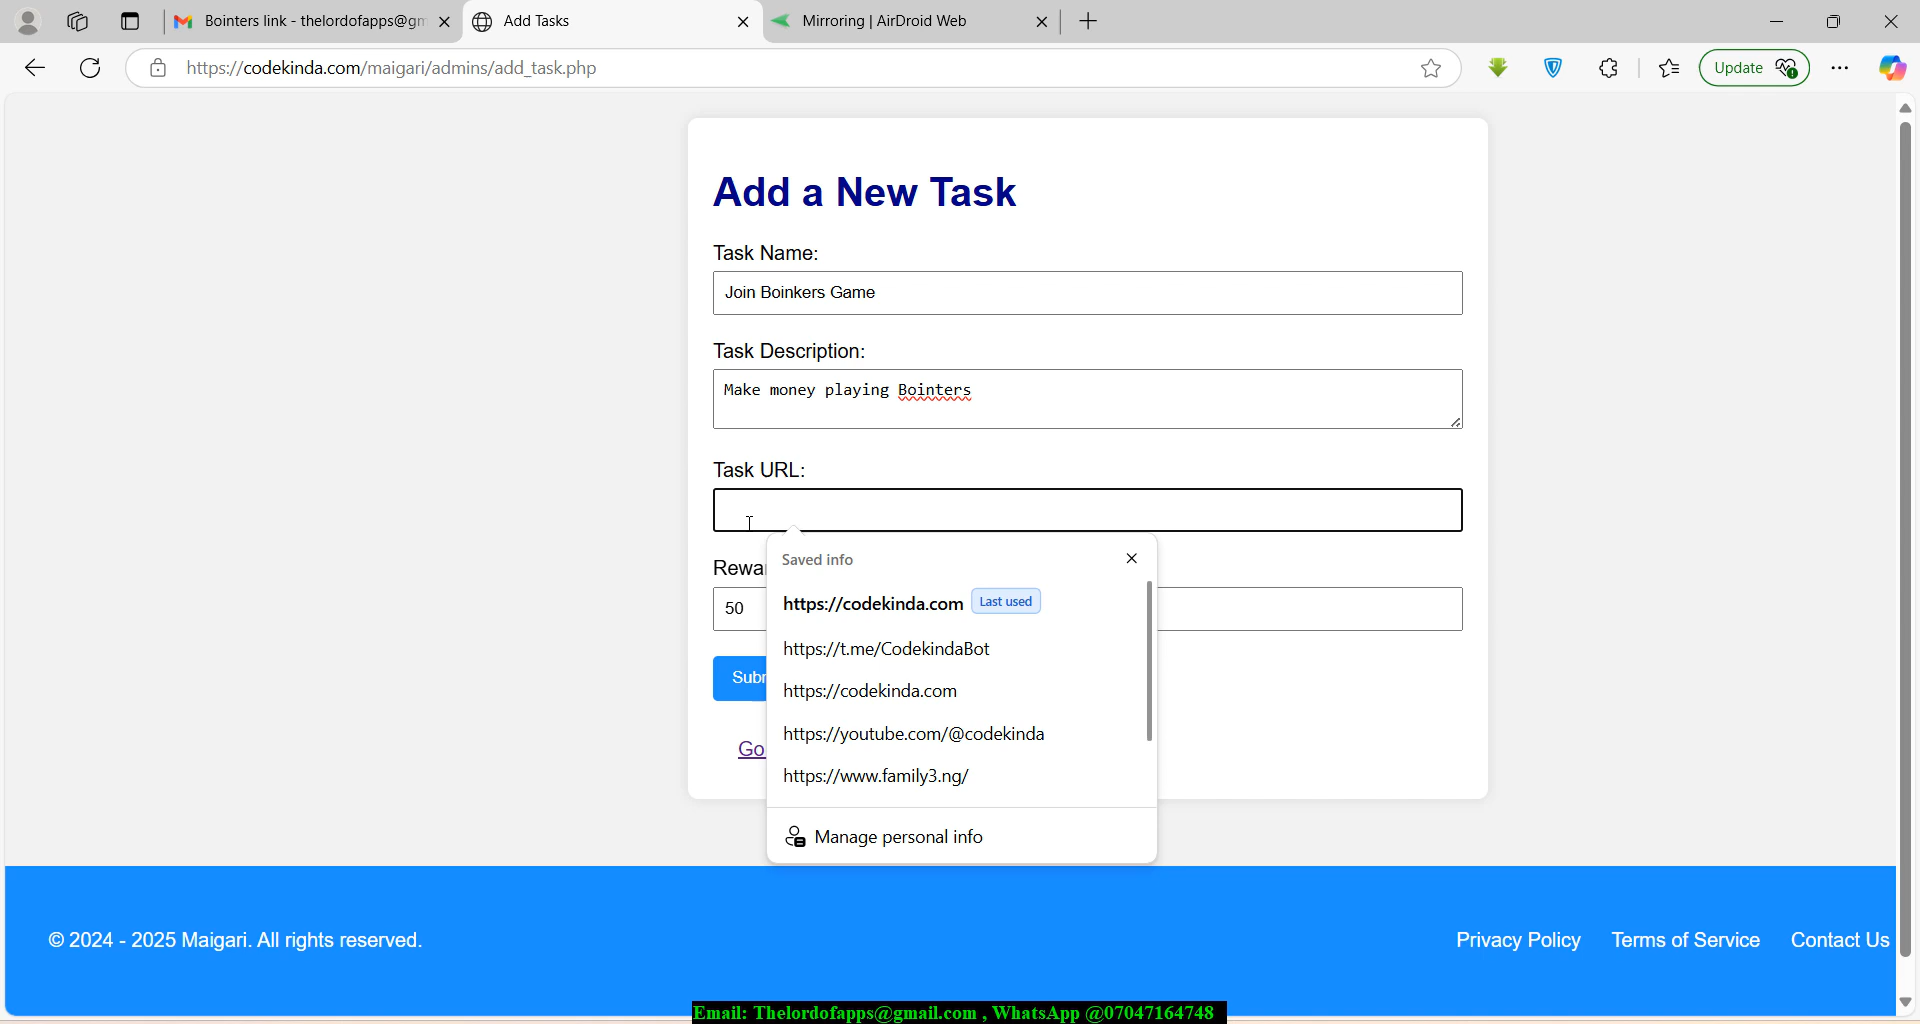 Bointers link - thelordofapps@gm
Add Tasks
Mirroring | AirDroid Web
https://codekinda.com/maigari/admins/add_task.php
Update
Add a New Task
Task Name:
Join Boinkers Game
Task Description:
Make money playing Bointers
Task URL:
Saved info
Rewa
https://codekinda.com Last used
50
https://t.me/CodekindaBot
Subm
https://codekinda.com
https://youtube.com/@codekinda
Go
https://www.family3.ng/
Manage personal info
© 2024 - 2025 Maigari. All rights reserved.
Privacy Policy Terms of Service Contact Us
Email: Thelordofapps@gmail.com , WhatsApp @07047164748